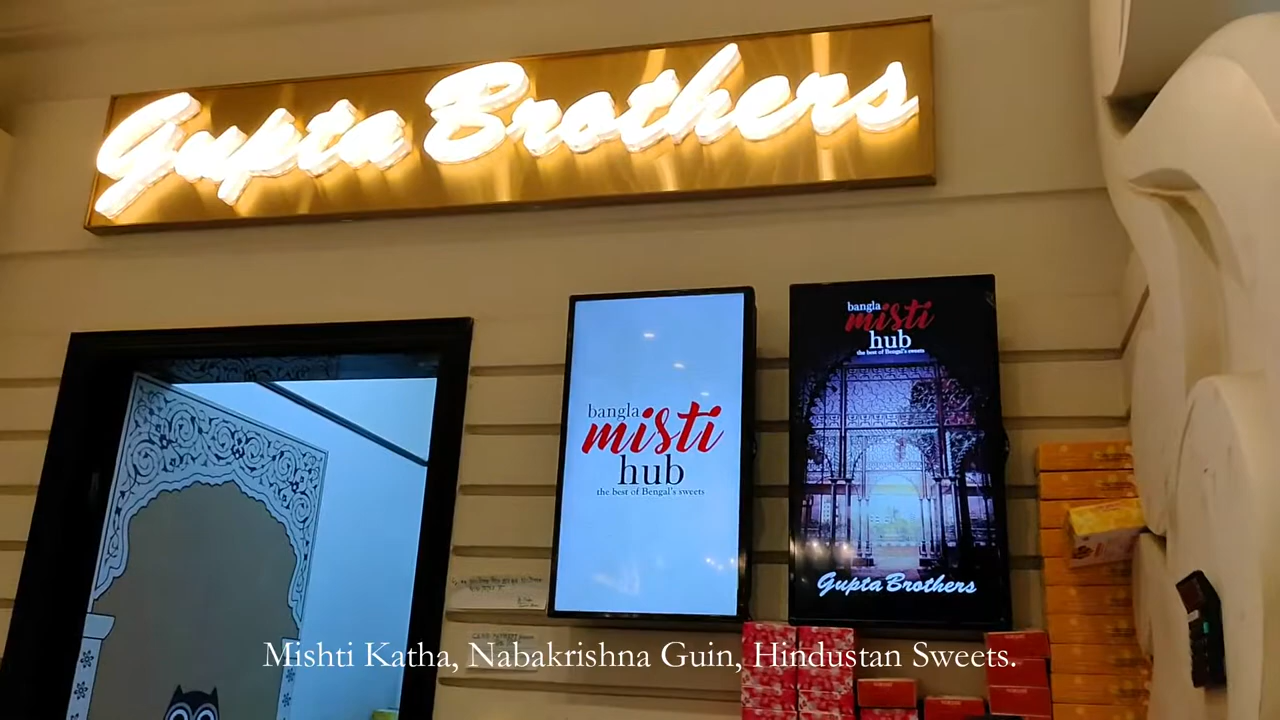 Gupta Brothers
bangla
misti
hub
the best of Bengal's sweets
bangla
misti
hub
the best of Bengal's sweets
Gupta Brothers
Mishti Katha, Nabakrishna Guin, Hindustan Sweets.